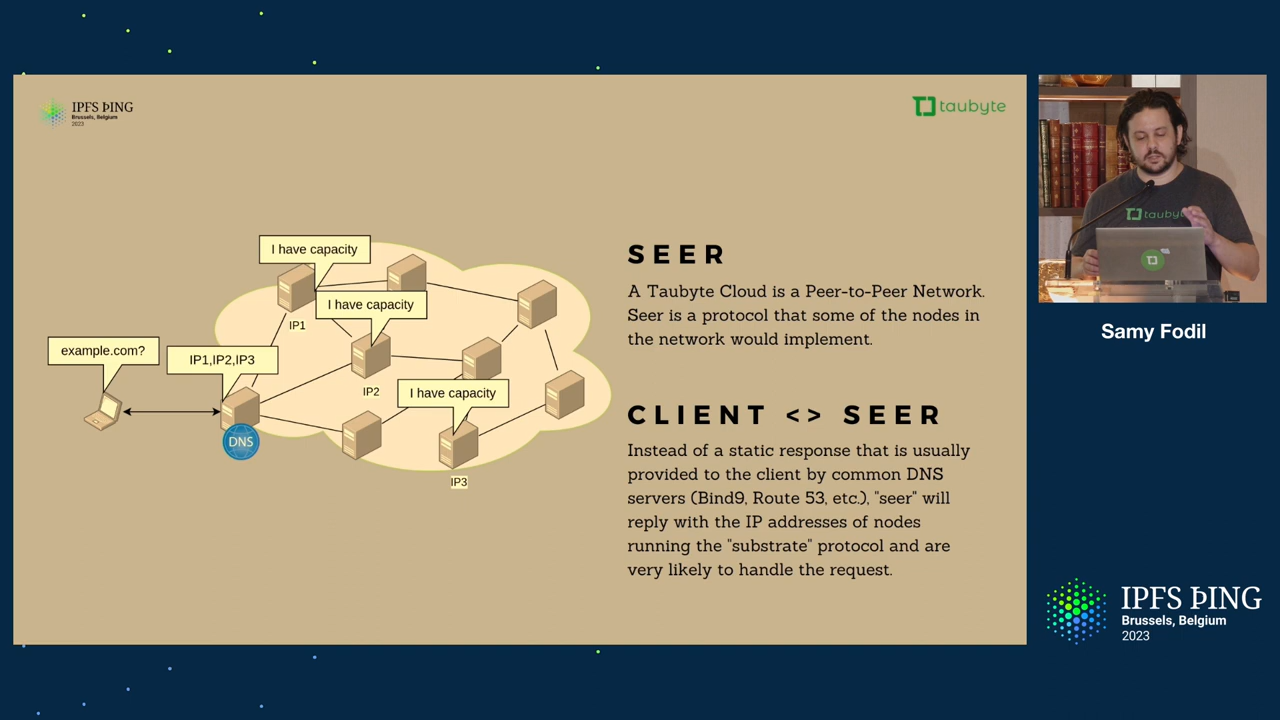 IPFS ÞING
Brussels, Belgium
2023
taubyte
I have capacity
I have capacity
IP1
example.com?
IP1,IP2,IP3
IP2
I have capacity
DNS
IP3
SEER
A Taubyte Cloud is a Peer-to-Peer Network.
Seer is a protocol that some of the nodes in
the network would implement.
CLIENT <> SEER
Instead of a static response that is usually
provided to the client by common DNS
servers (Bind9, Route 53, etc.), "seer" will
reply with the IP addresses of nodes
running the "substrate" protocol and are
very likely to handle the request.
taubyte
Samy Fodil
IPFS ÞING
Brussels, Belgium
2023